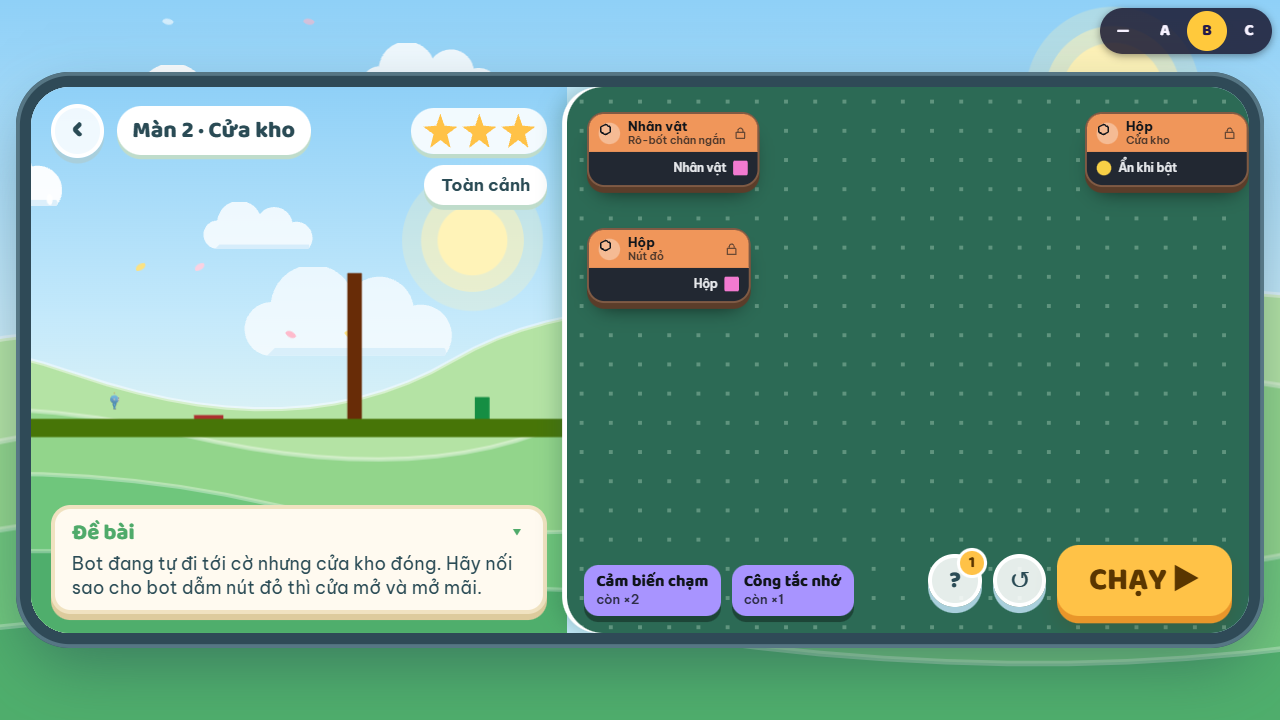 — A B C
Màn 2 • Cửa kho
Toàn cảnh
Nhân vật
Rô-bốt chân ngắn
Nhân vật
Hộp
Cửa kho
Ẩn khi bật
Hộp
Nút đỏ
Hộp
Đề bài
Bot đang tự đi tới cờ nhưng cửa kho đóng. Hãy nối
sao cho bot dẫm nút đỏ thì cửa mở và mở mãi.
Cảm biến chạm
còn ×2
Công tắc nhớ
còn ×1
?
1
CHẠY